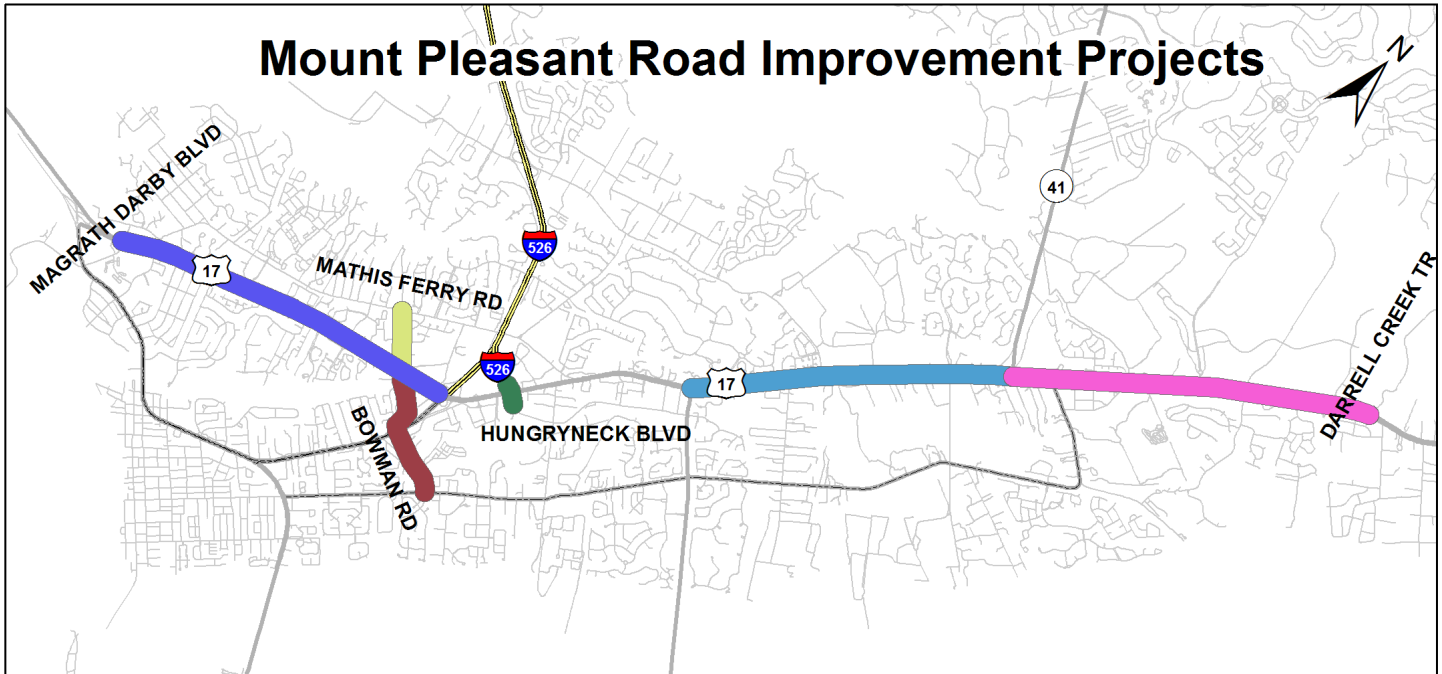 Mount Pleasant Road Improvement Projects
N
MAGRATH DARBY BLVD
41
526
17
MATHIS FERRY RD
DARRELL CREEK TR
526
17
BOWMAN RD
HUNGRYNECK BLVD